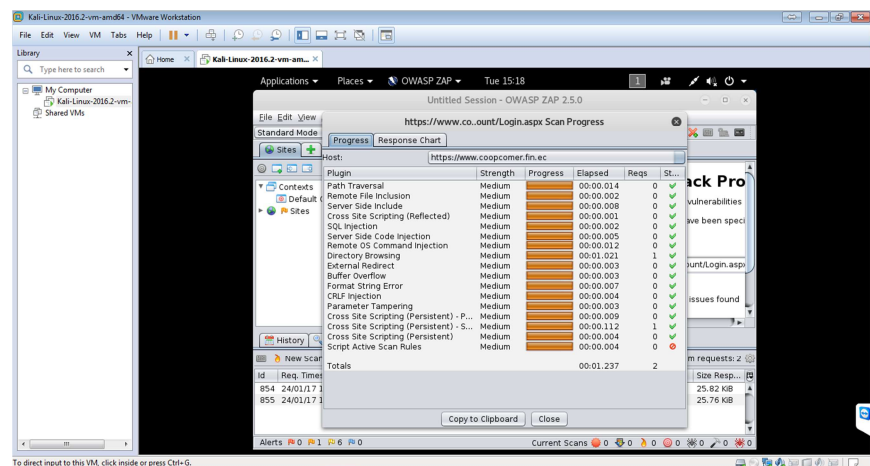 Kali-Linux-2016.2-vm-amd64 - VMware Workstation
File Edit View VM Tabs Help
Library
Type here to search
My Computer
Kali-Linux-2016.2-vm-
Shared VMs
Home
Kali-Linux-2016.2-vm-am...
Applications Places OWASP ZAP Tue 15:18 1
Untitled Session - OWASP ZAP 2.5.0
File Edit View
Standard Mode
Sites
Contexts
Default
Sites
https://www.co..ount/Login.aspx Scan Progress
Progress Response Chart
Host: https://www.coopcomer.fin.ec
Plugin Strength Progress Elapsed Reqs St...
Path Traversal Medium 00:00.014 0
Remote File Inclusion Medium 00:00.002 0
Server Side Include Medium 00:00.008 0
Cross Site Scripting (Reflected) Medium 00:00.001 0
SQL Injection Medium 00:00.002 0
Server Side Code Injection Medium 00:00.005 0
Remote OS Command Injection Medium 00:00.012 0
Directory Browsing Medium 00:01.021 1
External Redirect Medium 00:00.003 0
Buffer Overflow Medium 00:00.003 0
Format String Error Medium 00:00.007 0
CRLF Injection Medium 00:00.004 0
Parameter Tampering Medium 00:00.003 0
Cross Site Scripting (Persistent) - P... Medium 00:00.009 0
Cross Site Scripting (Persistent) - S... Medium 00:00.112 1
Cross Site Scripting (Persistent) Medium 00:00.004 0
Script Active Scan Rules Medium 00:00.004 0
Totals 00:01.237 2
Copy to Clipboard Close
ack Pro
vulnerabilities
ave been speci
ount/Login.aspx
issues found
History
New Scan
m requests: 2
Id Req. Times
Size Resp...
854 24/01/17 1
25.82 KiB
855 24/01/17 1
25.76 KiB
Alerts 0 1 6 0
Current Scans 0 0 0 0 0 0 0
To direct input to this VM, click inside or press Ctrl+G.